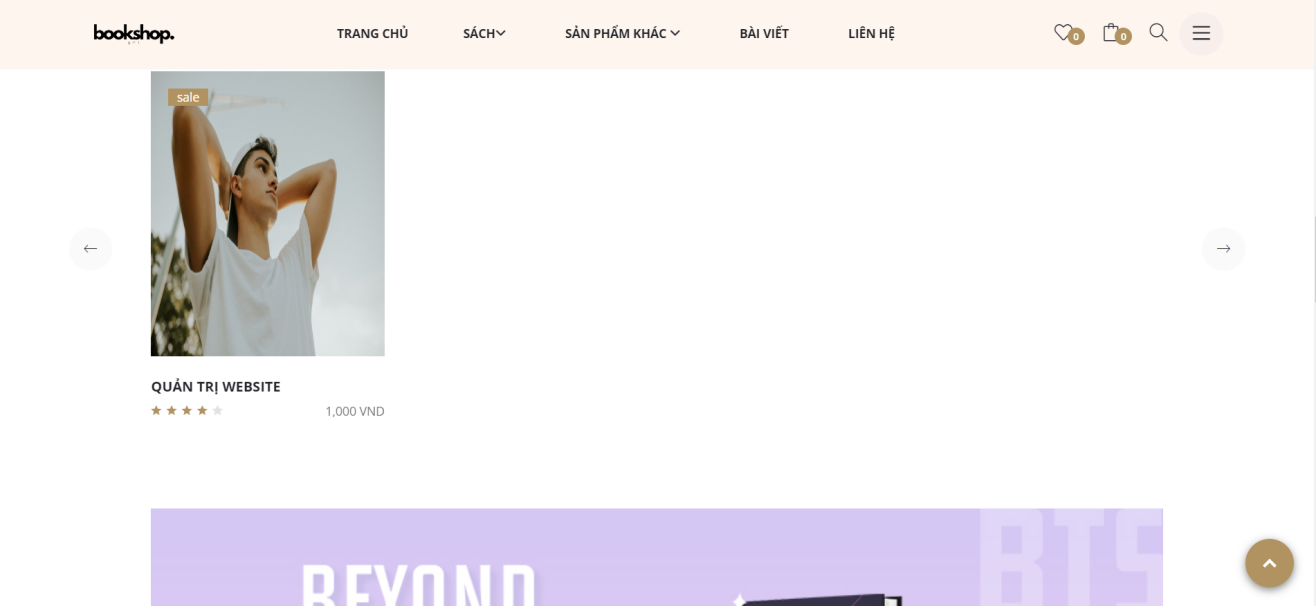 bookshop.
TRANG CHỦ
SÁCH
SẢN PHẨM KHÁC
BÀI VIẾT
LIÊN HỆ
0
0
sale
QUẢN TRỊ WEBSITE
1,000 VND
BTS
BEYOND